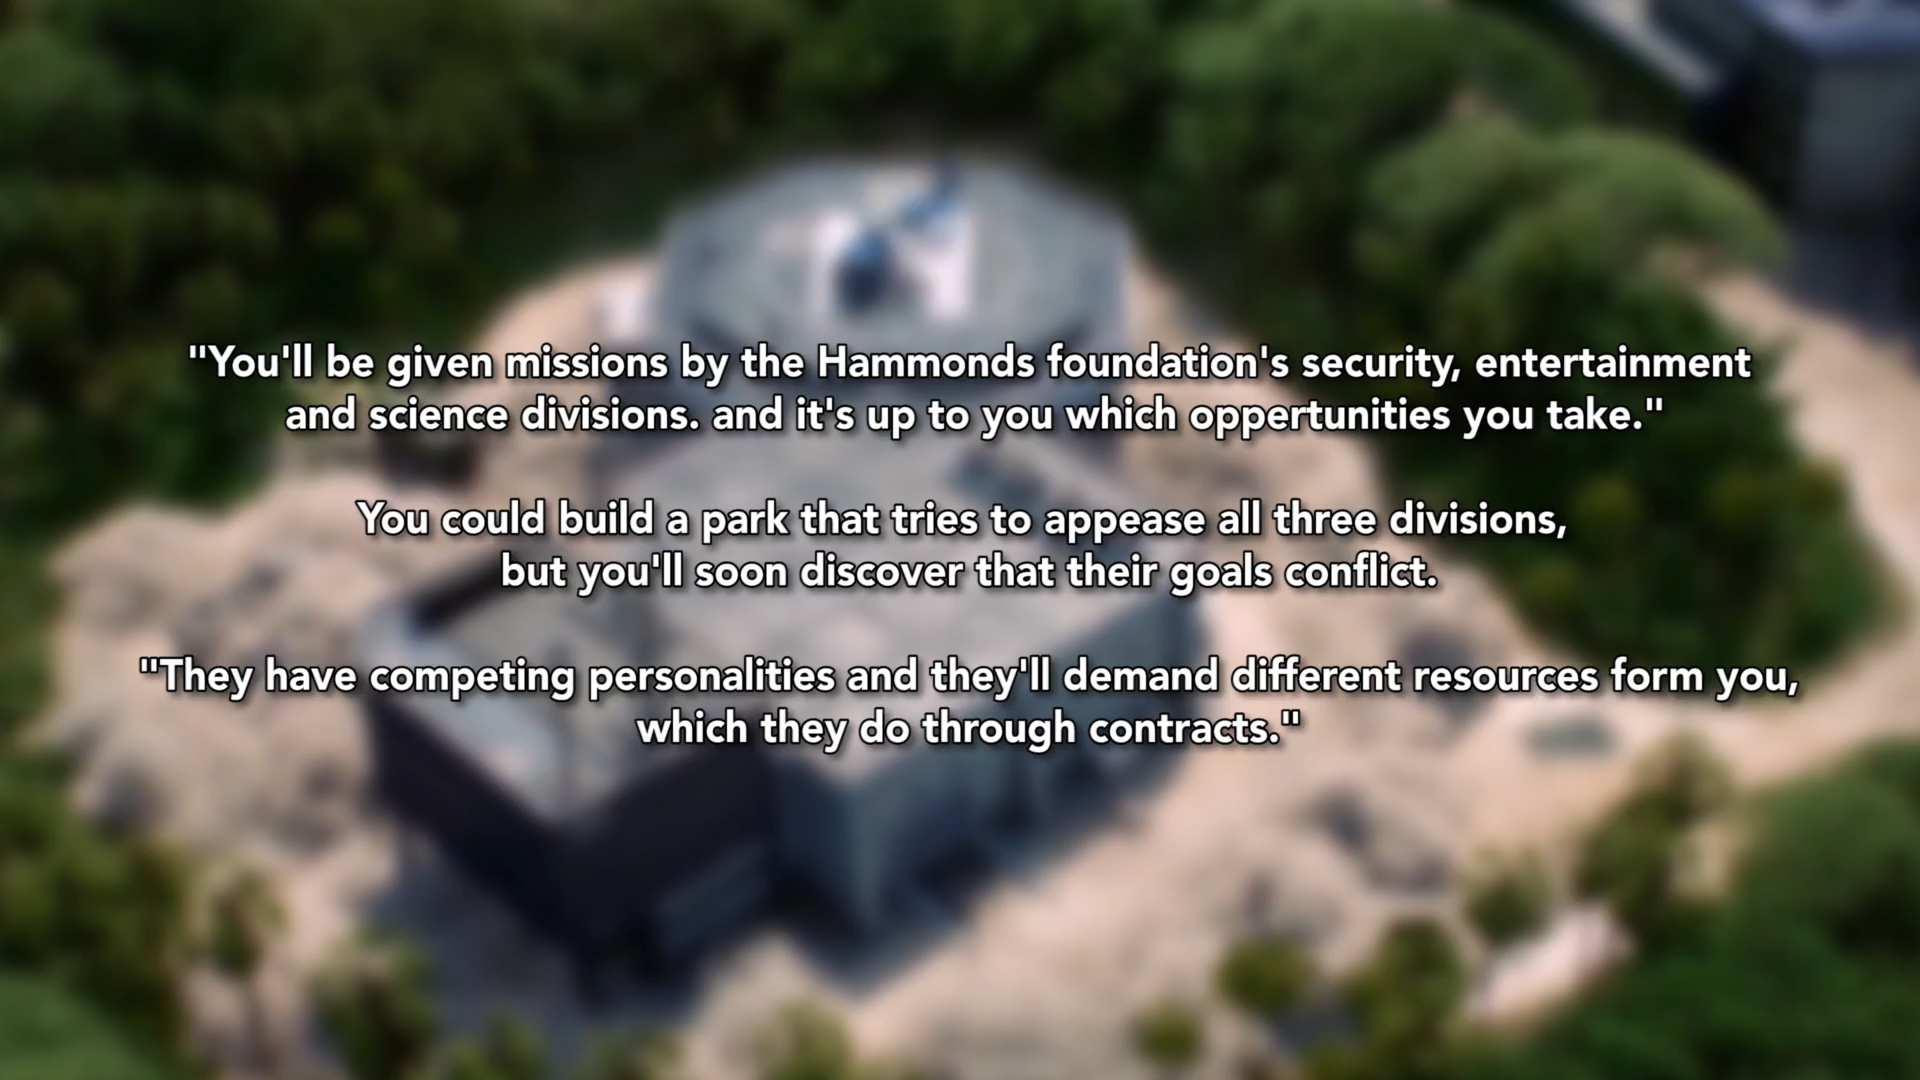 "You'll be given missions by the Hammonds foundation's security, entertainment
and science divisions. and it's up to you which oppertunities you take."
You could build a park that tries to appease all three divisions,
but you'll soon discover that their goals conflict.
"They have competing personalities and they'll demand different resources form you,
which they do through contracts."